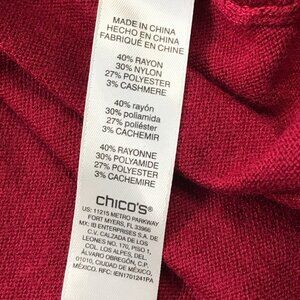 MADE IN CHINA
HECHO EN CHINA
FABRIQUÉ EN CHINE
40% RAYON
30% NYLON
27% POLYESTER
3% CASHMERE
40% rayón
30% poliamida
27% poliéster
3% CACHEMIR
40% RAYONNE
30% POLYAMIDE
27% POLYESTER
3% CACHEMIRE
chico's®
US: 11215 METRO PARKWAY
FORT MYERS, FL 33966
MX: IB ENTERPRISES S.A. DE
C.V. CALZADA DE LOS
LEONES NO. 170, PISO 1,
COL. LOS ALPES, DEL.
ÁLVARO OBREGÓN, C.P.
01010, CIUDAD DE MÉXICO,
MÉXICO. RFC: IEN1701241PA